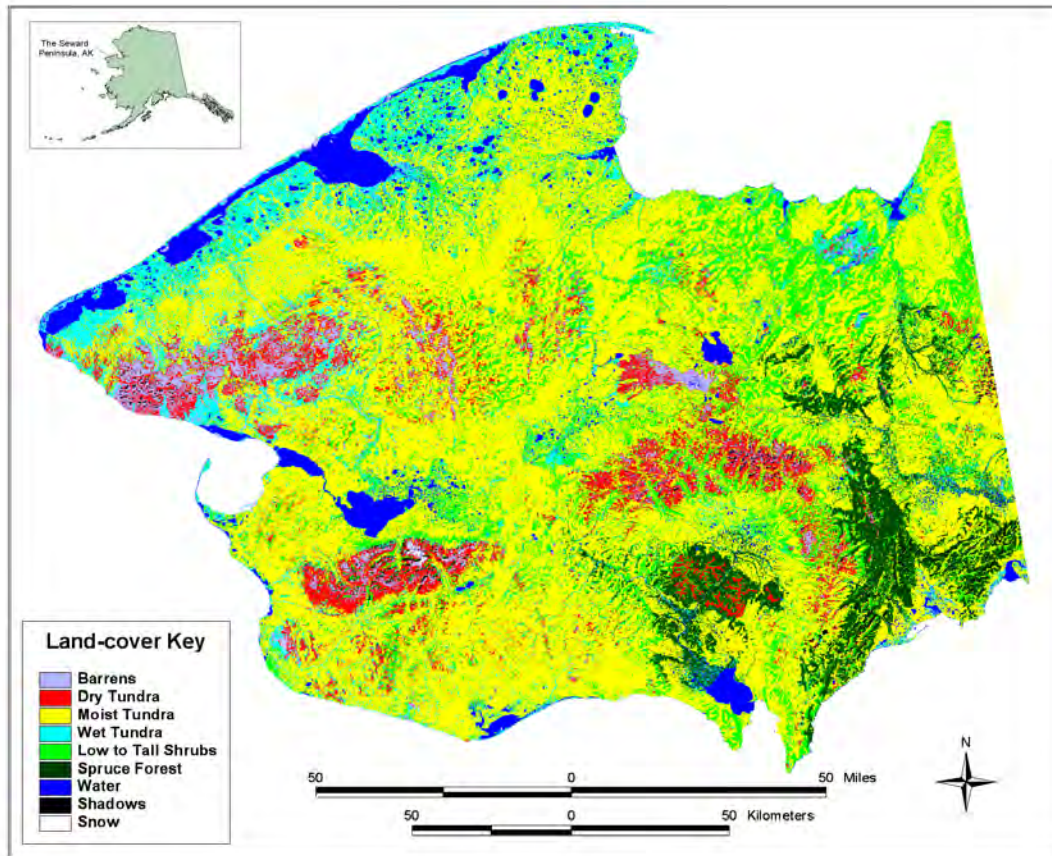 The Seward
Peninsula, AK
Land-cover Key
Barrens
Dry Tundra
Moist Tundra
Wet Tundra
Low to Tall Shrubs
Spruce Forest
Water
Shadows
Snow
50 0 50 Miles
50 0 50 Kilometers
N